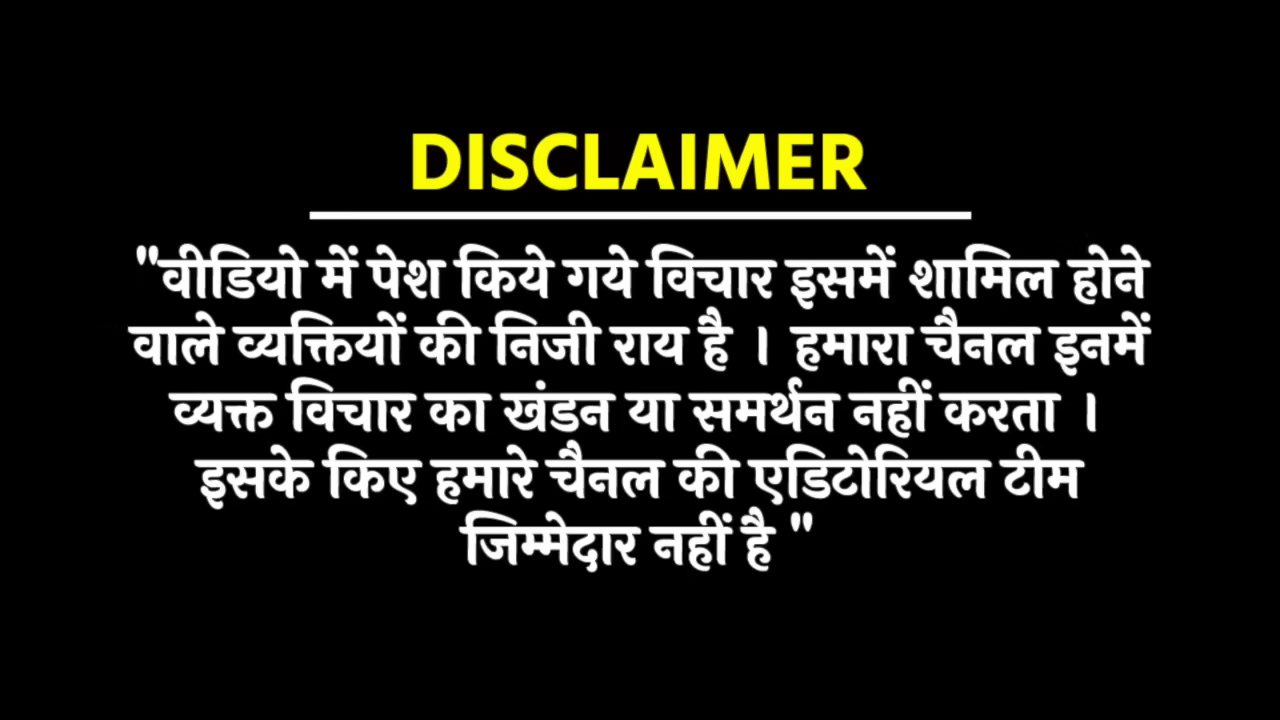 DISCLAIMER
"वीडियो में पेश किये गये विचार इसमें शामिल होने
वाले व्यक्तियों की निजी राय है । हमारा चैनल इनमें
व्यक्त विचार का खंडन या समर्थन नहीं करता ।
इसके किए हमारे चैनल की एडिटोरियल टीम
जिम्मेदार नहीं है "